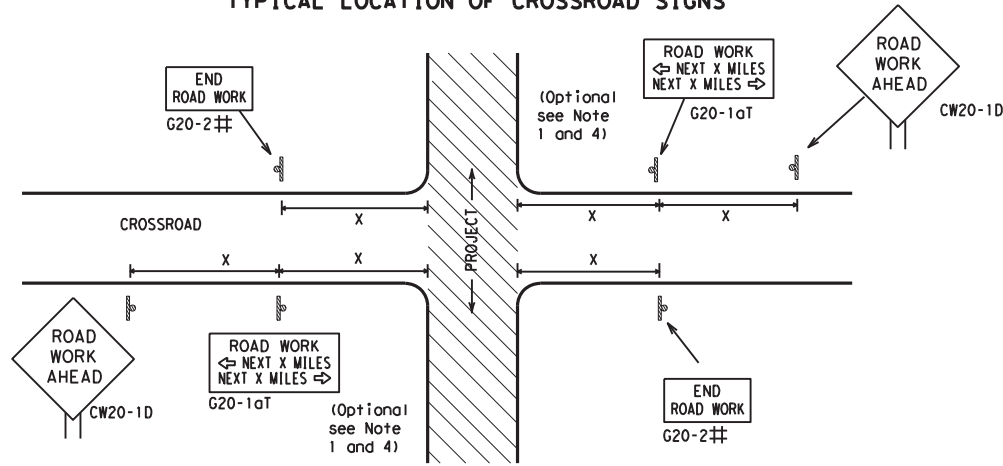 TYPICAL LOCATION OF CROSSROAD SIGNS
END
ROAD WORK
G20-2⌗
(Optional
see Note
1 and 4)
ROAD WORK
⇦ NEXT X MILES
NEXT X MILES ⇨
G20-1aT
ROAD
WORK
AHEAD
CW20-1D
CROSSROAD
X
X
X
PROJECT
X
X
X
ROAD
WORK
AHEAD
CW20-1D
ROAD WORK
⇦ NEXT X MILES
NEXT X MILES ⇨
G20-1aT
(Optional
see Note
1 and 4)
END
ROAD WORK
G20-2⌗